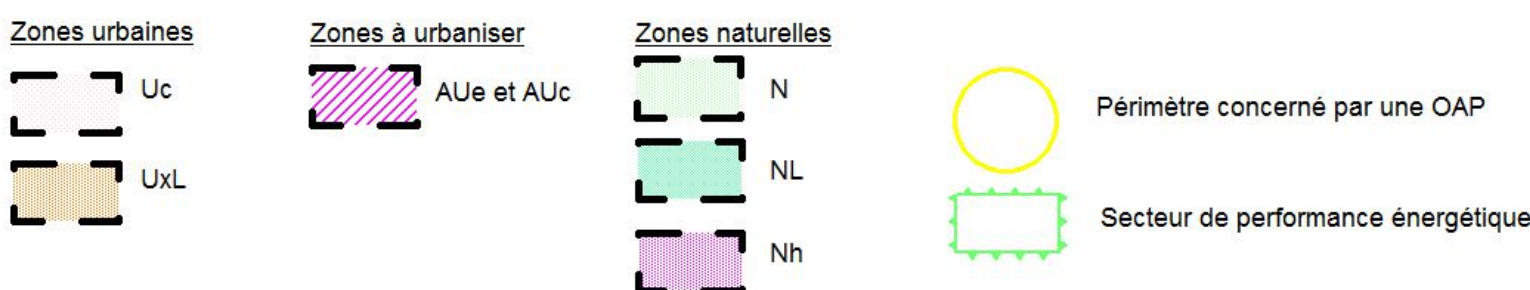 Zones urbaines
Uc
UxL
Zones à urbaniser
AUe et AUc
Zones naturelles
N
NL
Nh
Périmètre concerné par une OAP
Secteur de performance énergétique